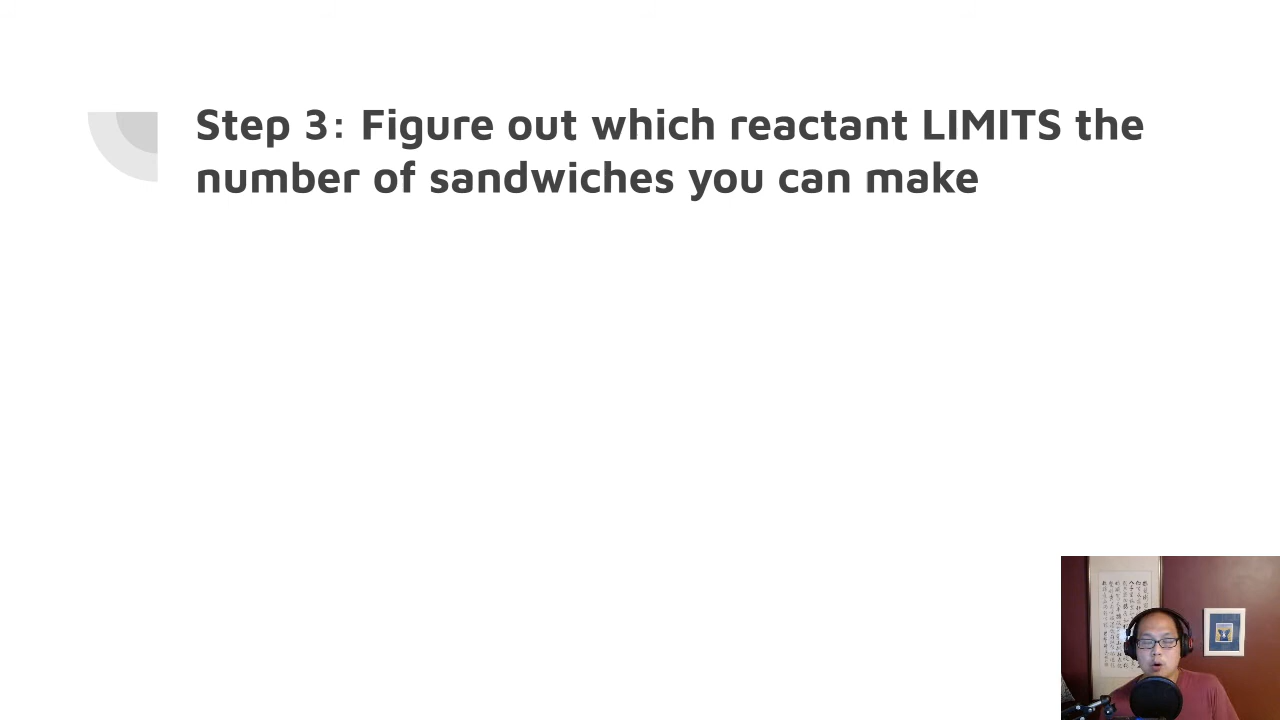 Step 3: Figure out which reactant LIMITS the
number of sandwiches you can make